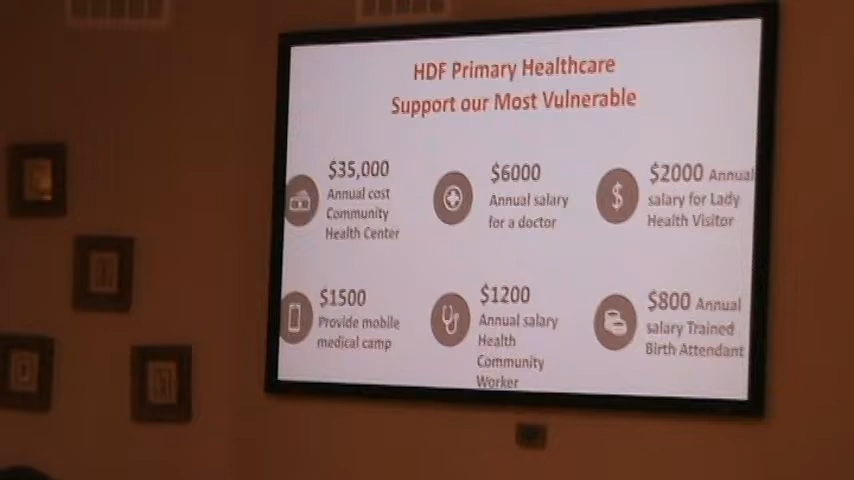 HDF Primary Healthcare
Support our Most Vulnerable
$35,000
Annual cost
Community
Health Center
$6000
Annual salary
for a doctor
$2000 Annual
salary for Lady
Health Visitor
$1500
Provide mobile
medical camp
$1200
Annual salary
Health
Community
Worker
$800 Annual
salary Trained
Birth Attendant